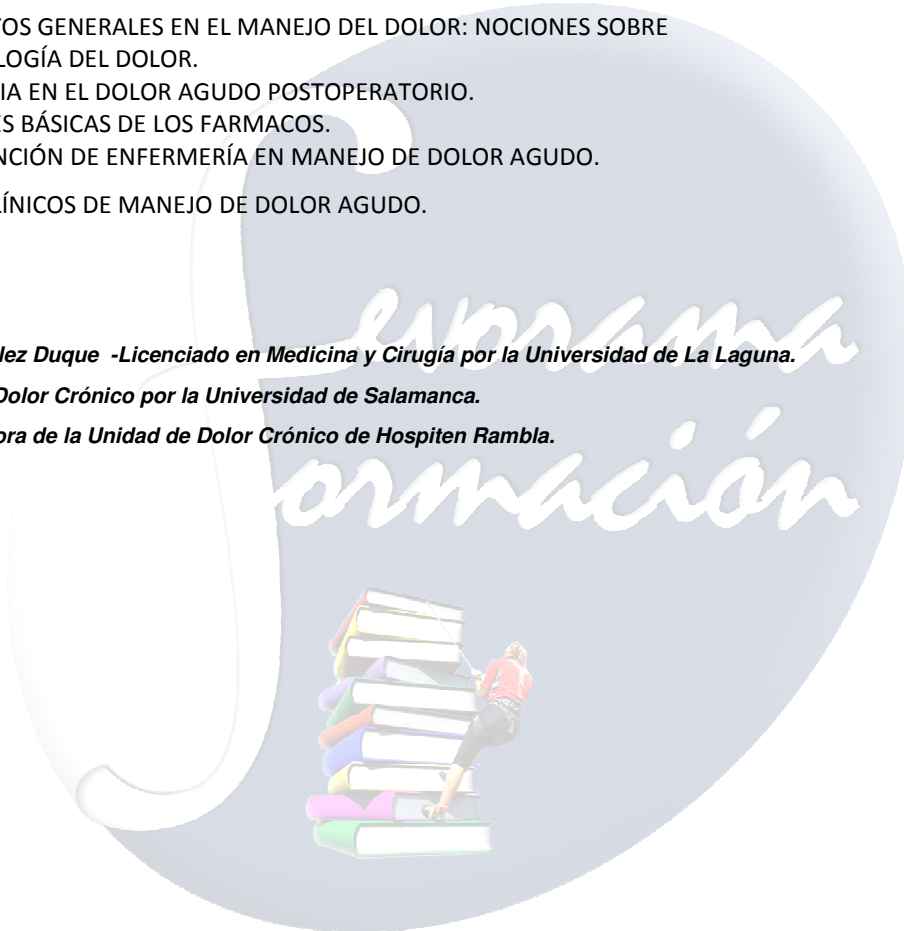 TOS GENERALES EN EL MANEJO DEL DOLOR: NOCIONES SOBRE
LOGÍA DEL DOLOR.
IA EN EL DOLOR AGUDO POSTOPERATORIO.
ES BÁSICAS DE LOS FARMACOS.
NCIÓN DE ENFERMERÍA EN MANEJO DE DOLOR AGUDO.
LÍNICOS DE MANEJO DE DOLOR AGUDO.
lez Duque -Licenciado en Medicina y Cirugía por la Universidad de La Laguna.
Dolor Crónico por la Universidad de Salamanca.
ora de la Unidad de Dolor Crónico de Hospiten Rambla.
evorama
ormación